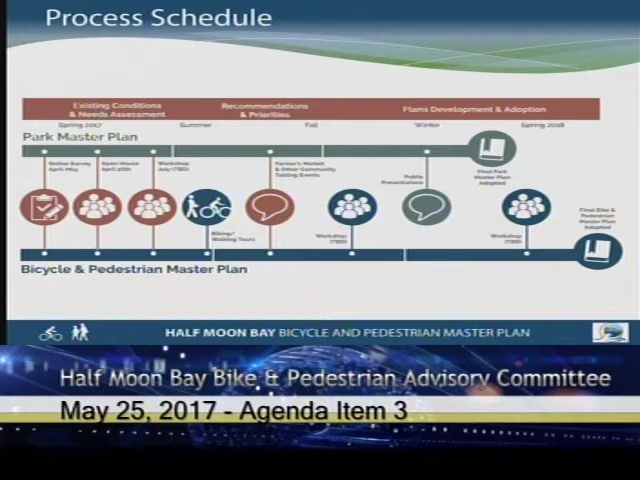 Process Schedule
Existing Conditions
& Needs Assessment
Recommendations
& Priorities
Plans Development & Adoption
Spring 2017
Summer
Fall
Winter
Spring 2018
Park Master Plan
Online Survey
April-May
Open House
April 26th
Workshop
July (TBD)
Farmer's Market
& Other Community
Tabling Events
Public
Presentations
Final Park
Master Plan
Adopted
Biking/
Walking Tours
Workshop
(TBD)
Workshop
(TBD)
Final Bike &
Pedestrian
Master Plan
Adopted
Bicycle & Pedestrian Master Plan
HALF MOON BAY BICYCLE AND PEDESTRIAN MASTER PLAN
Half Moon Bay Bike & Pedestrian Advisory Committee
May 25, 2017 - Agenda Item 3